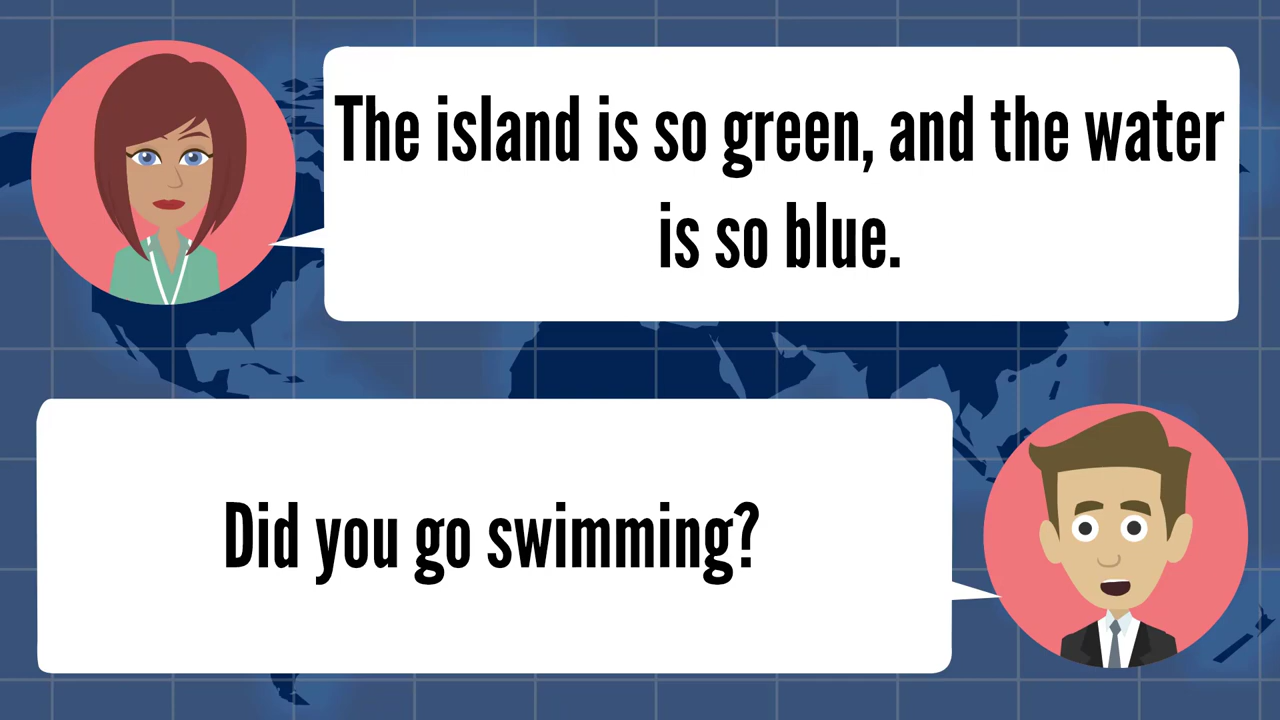 The island is so green, and the water
is so blue.
Did you go swimming?